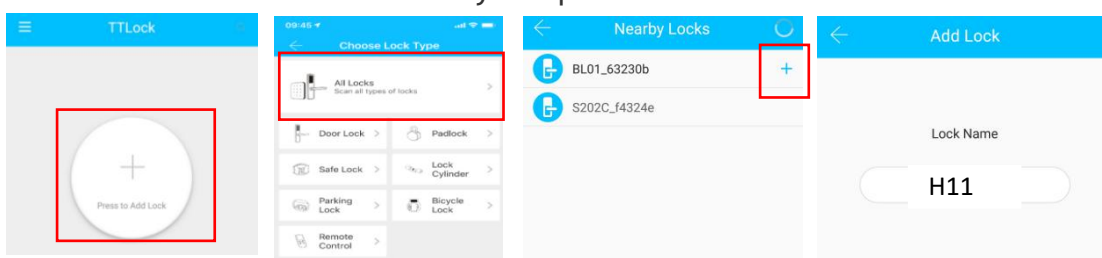 TTLock
Press to Add Lock
09:45
Choose Lock Type
All Locks
Scan all types of locks
Door Lock
Padlock
Safe Lock
Lock
Cylinder
Parking
Lock
Bicycle
Lock
Remote
Control
Nearby Locks
BL01_63230b
S202C_f4324e
Add Lock
Lock Name
H11